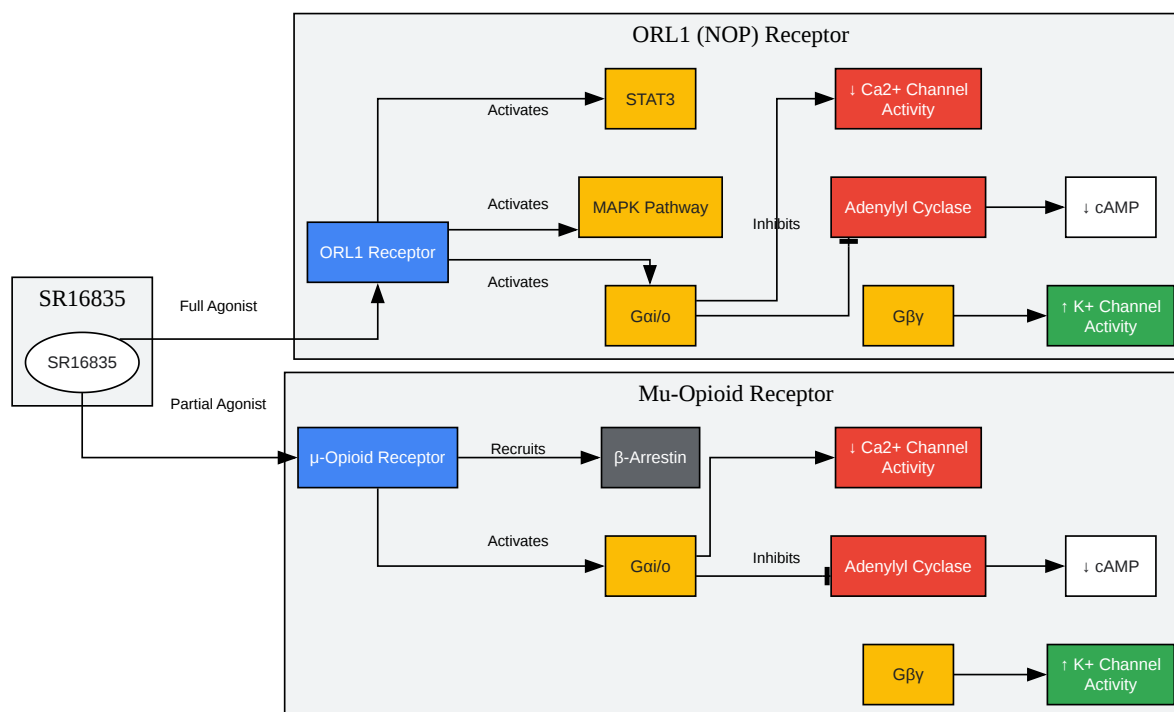 ORL1 (NOP) Receptor
STAT3
↓ Ca2+ Channel
Activity
Activates
MAPK Pathway
Activates
Adenylyl Cyclase
↓ cAMP
Inhibits
ORL1 Receptor
Activates
Gαi/o
Gβγ
↑ K+ Channel
Activity
SR16835
SR16835
Full Agonist
Partial Agonist
Mu-Opioid Receptor
μ-Opioid Receptor
Recruits
β-Arrestin
↓ Ca2+ Channel
Activity
Activates
Gαi/o
Inhibits
Adenylyl Cyclase
↓ cAMP
Gβγ
↑ K+ Channel
Activity